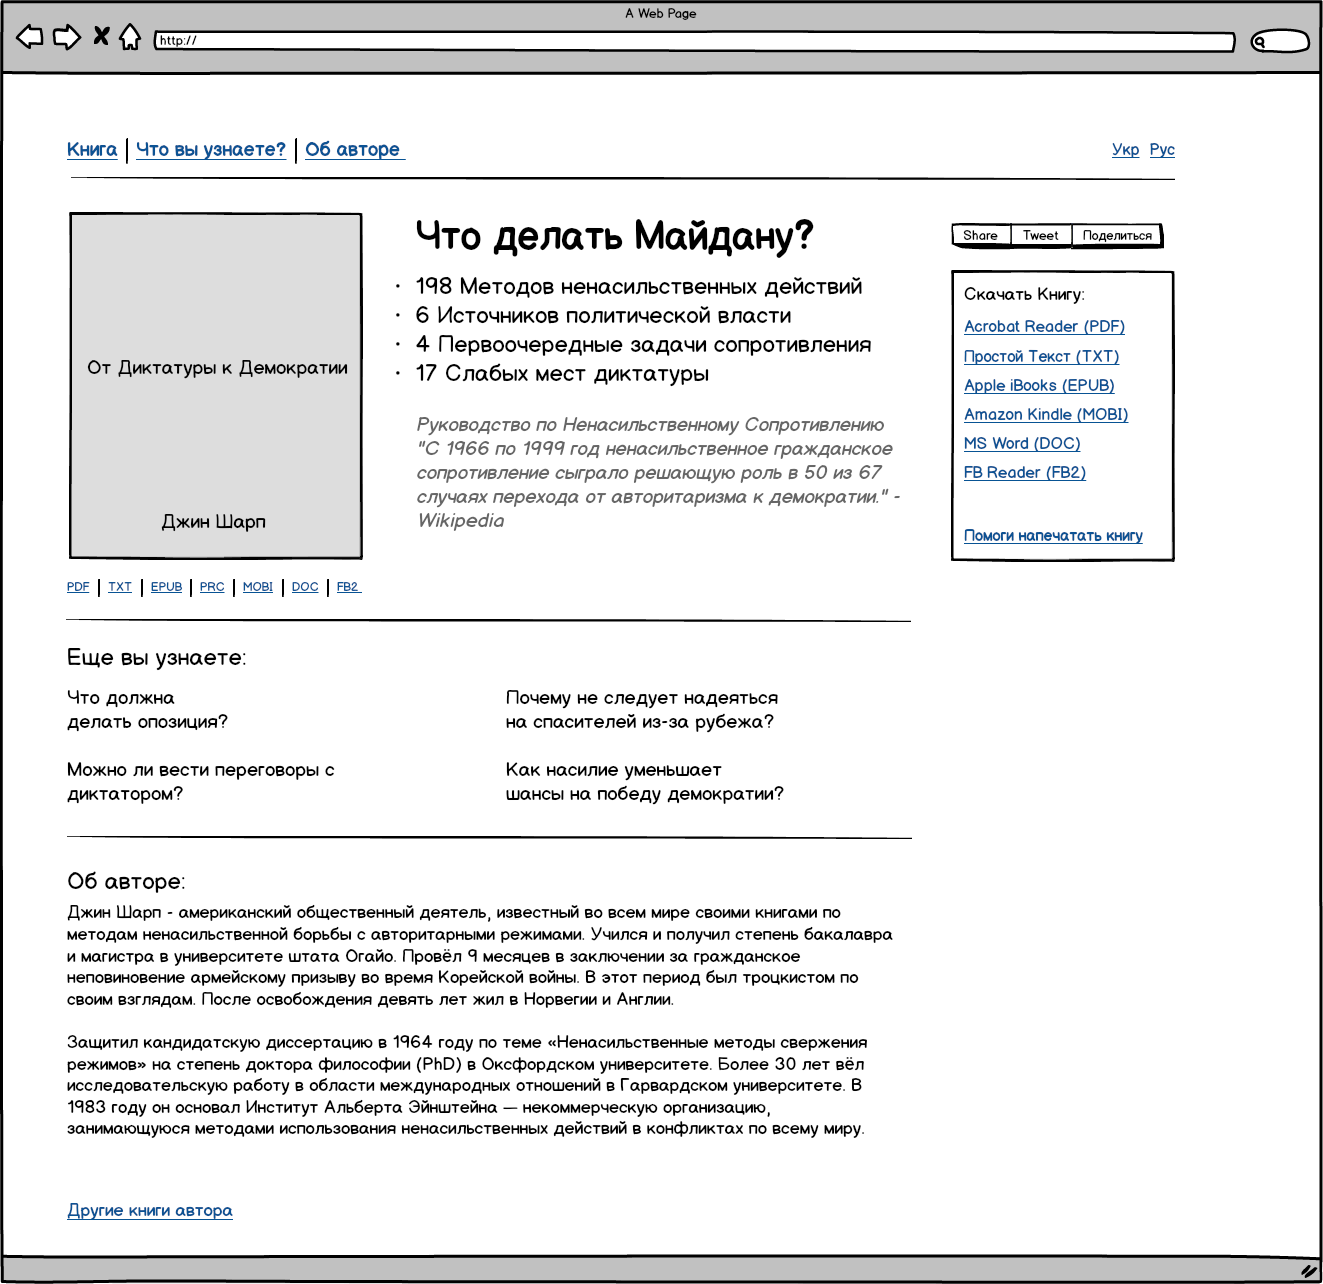 A Web Page
http://
Книга | Что вы узнаете? | Об авторе
Укр Рус
От Диктатуры к Демократии
Джин Шарп
PDF | TXT | EPUB | PRC | MOBI | DOC | FB2
Что делать Майдану?
• 198 Методов ненасильственных действий
• 6 Источников политической власти
• 4 Первоочередные задачи сопротивления
• 17 Слабых мест диктатуры
Руководство по Ненасильственному Сопротивлению
"С 1966 по 1999 год ненасильственное гражданское
сопротивление сыграло решающую роль в 50 из 67
случаях перехода от авторитаризма к демократии." -
Wikipedia
Share Tweet Поделиться
Скачать Книгу:
Acrobat Reader (PDF)
Простой Текст (TXT)
Apple iBooks (EPUB)
Amazon Kindle (MOBI)
MS Word (DOC)
FB Reader (FB2)
Помоги напечатать книгу
Еще вы узнаете:
Что должна
делать опозиция?
Почему не следует надеяться
на спасителей из-за рубежа?
Можно ли вести переговоры с
диктатором?
Как насилие уменьшает
шансы на победу демократии?
Об авторе:
Джин Шарп - американский общественный деятель, известный во всем мире своими книгами по
методам ненасильственной борьбы с авторитарными режимами. Учился и получил степень бакалавра
и магистра в университете штата Огайо. Провёл 9 месяцев в заключении за гражданское
неповиновение армейскому призыву во время Корейской войны. В этот период был троцкистом по
своим взглядам. После освобождения девять лет жил в Норвегии и Англии.
Защитил кандидатскую диссертацию в 1964 году по теме «Ненасильственные методы свержения
режимов» на степень доктора философии (PhD) в Оксфордском университете. Более 30 лет вёл
исследовательскую работу в области международных отношений в Гарвардском университете. В
1983 году он основал Институт Альберта Эйнштейна — некоммерческую организацию,
занимающуюся методами использования ненасильственных действий в конфликтах по всему миру.
Другие книги автора